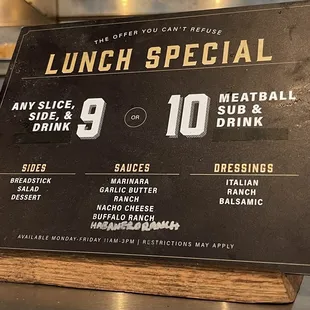 THE OFFER YOU CAN'T REFUSE
LUNCH SPECIAL
ANY SLICE,
SIDE, &
DRINK
9
OR
10
MEATBALL
SUB &
DRINK
SIDES
BREADSTICK
SALAD
DESSERT
SAUCES
MARINARA
GARLIC BUTTER
RANCH
NACHO CHEESE
BUFFALO RANCH
HABANERO RANCH
DRESSINGS
ITALIAN
RANCH
BALSAMIC
AVAILABLE MONDAY-FRIDAY 11AM-3PM | RESTRICTIONS MAY APPLY